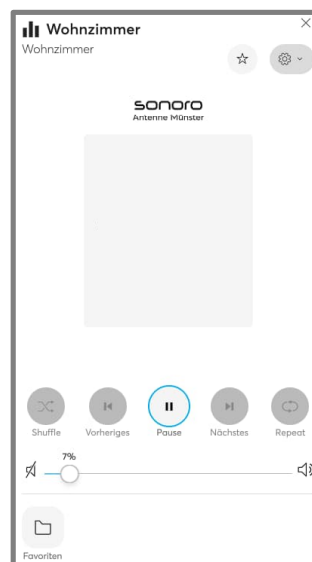 Wohnzimmer
Wohnzimmer
sonoro
Antenne Münster
Shuffle
Vorheriges
Pause
Nächstes
Repeat
7%
Favoriten